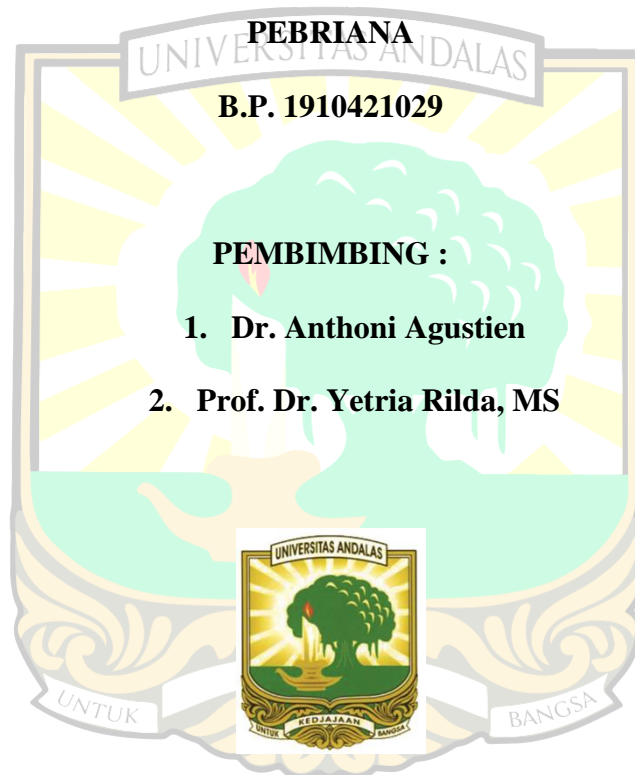 PEBRIANA
UNIVERSITAS ANDALAS
B.P. 1910421029
PEMBIMBING :
1. Dr. Anthoni Agustien
2. Prof. Dr. Yetria Rilda, MS
UNIVERSITAS ANDALAS
UNTUK KEDJAJAAN BANGSA
UNTUK BANGSA